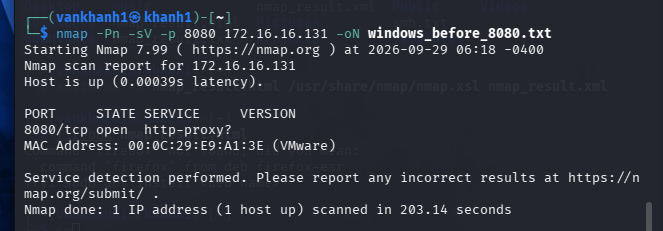 ┌──(vankhanh1㉿khanh1)-[~]
└─$ nmap -Pn -sV -p 8080 172.16.16.131 -oN windows_before_8080.txt
Starting Nmap 7.99 ( https://nmap.org ) at 2026-09-29 06:18 -0400
Nmap scan report for 172.16.16.131
Host is up (0.00039s latency).
PORT     STATE SERVICE     VERSION
8080/tcp open  http-proxy?
MAC Address: 00:0C:29:E9:A1:3E (VMware)
Service detection performed. Please report any incorrect results at https://n
map.org/submit/ .
Nmap done: 1 IP address (1 host up) scanned in 203.14 seconds